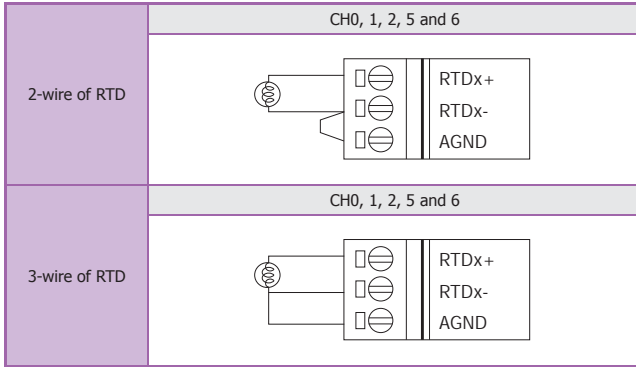 CH0, 1, 2, 5 and 6
2-wire of RTD
RTDx+
RTDx-
AGND
CH0, 1, 2, 5 and 6
3-wire of RTD
RTDx+
RTDx-
AGND